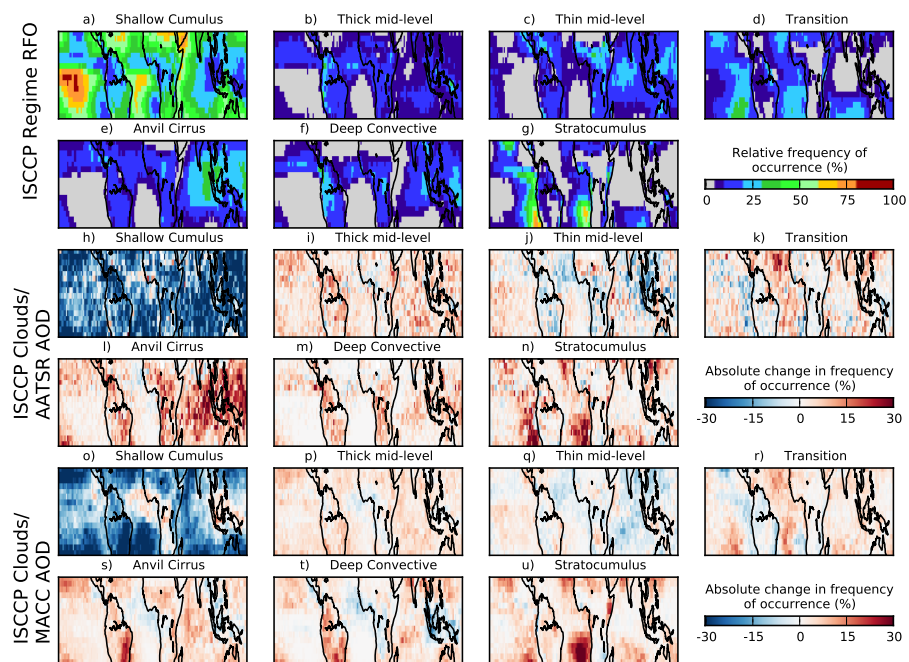 ISCCP Regime RFO
a) Shallow Cumulus
b) Thick mid-level
c) Thin mid-level
d) Transition
e) Anvil Cirrus
f) Deep Convective
g) Stratocumulus
Relative frequency of
occurrence (%)
0 25 50 75 100
ISCCP Clouds/
AATSR AOD
h) Shallow Cumulus
i) Thick mid-level
j) Thin mid-level
k) Transition
l) Anvil Cirrus
m) Deep Convective
n) Stratocumulus
Absolute change in frequency
of occurrence (%)
-30 -15 0 15 30
ISCCP Clouds/
MACC AOD
o) Shallow Cumulus
p) Thick mid-level
q) Thin mid-level
r) Transition
s) Anvil Cirrus
t) Deep Convective
u) Stratocumulus
Absolute change in frequency
of occurrence (%)
-30 -15 0 15 30